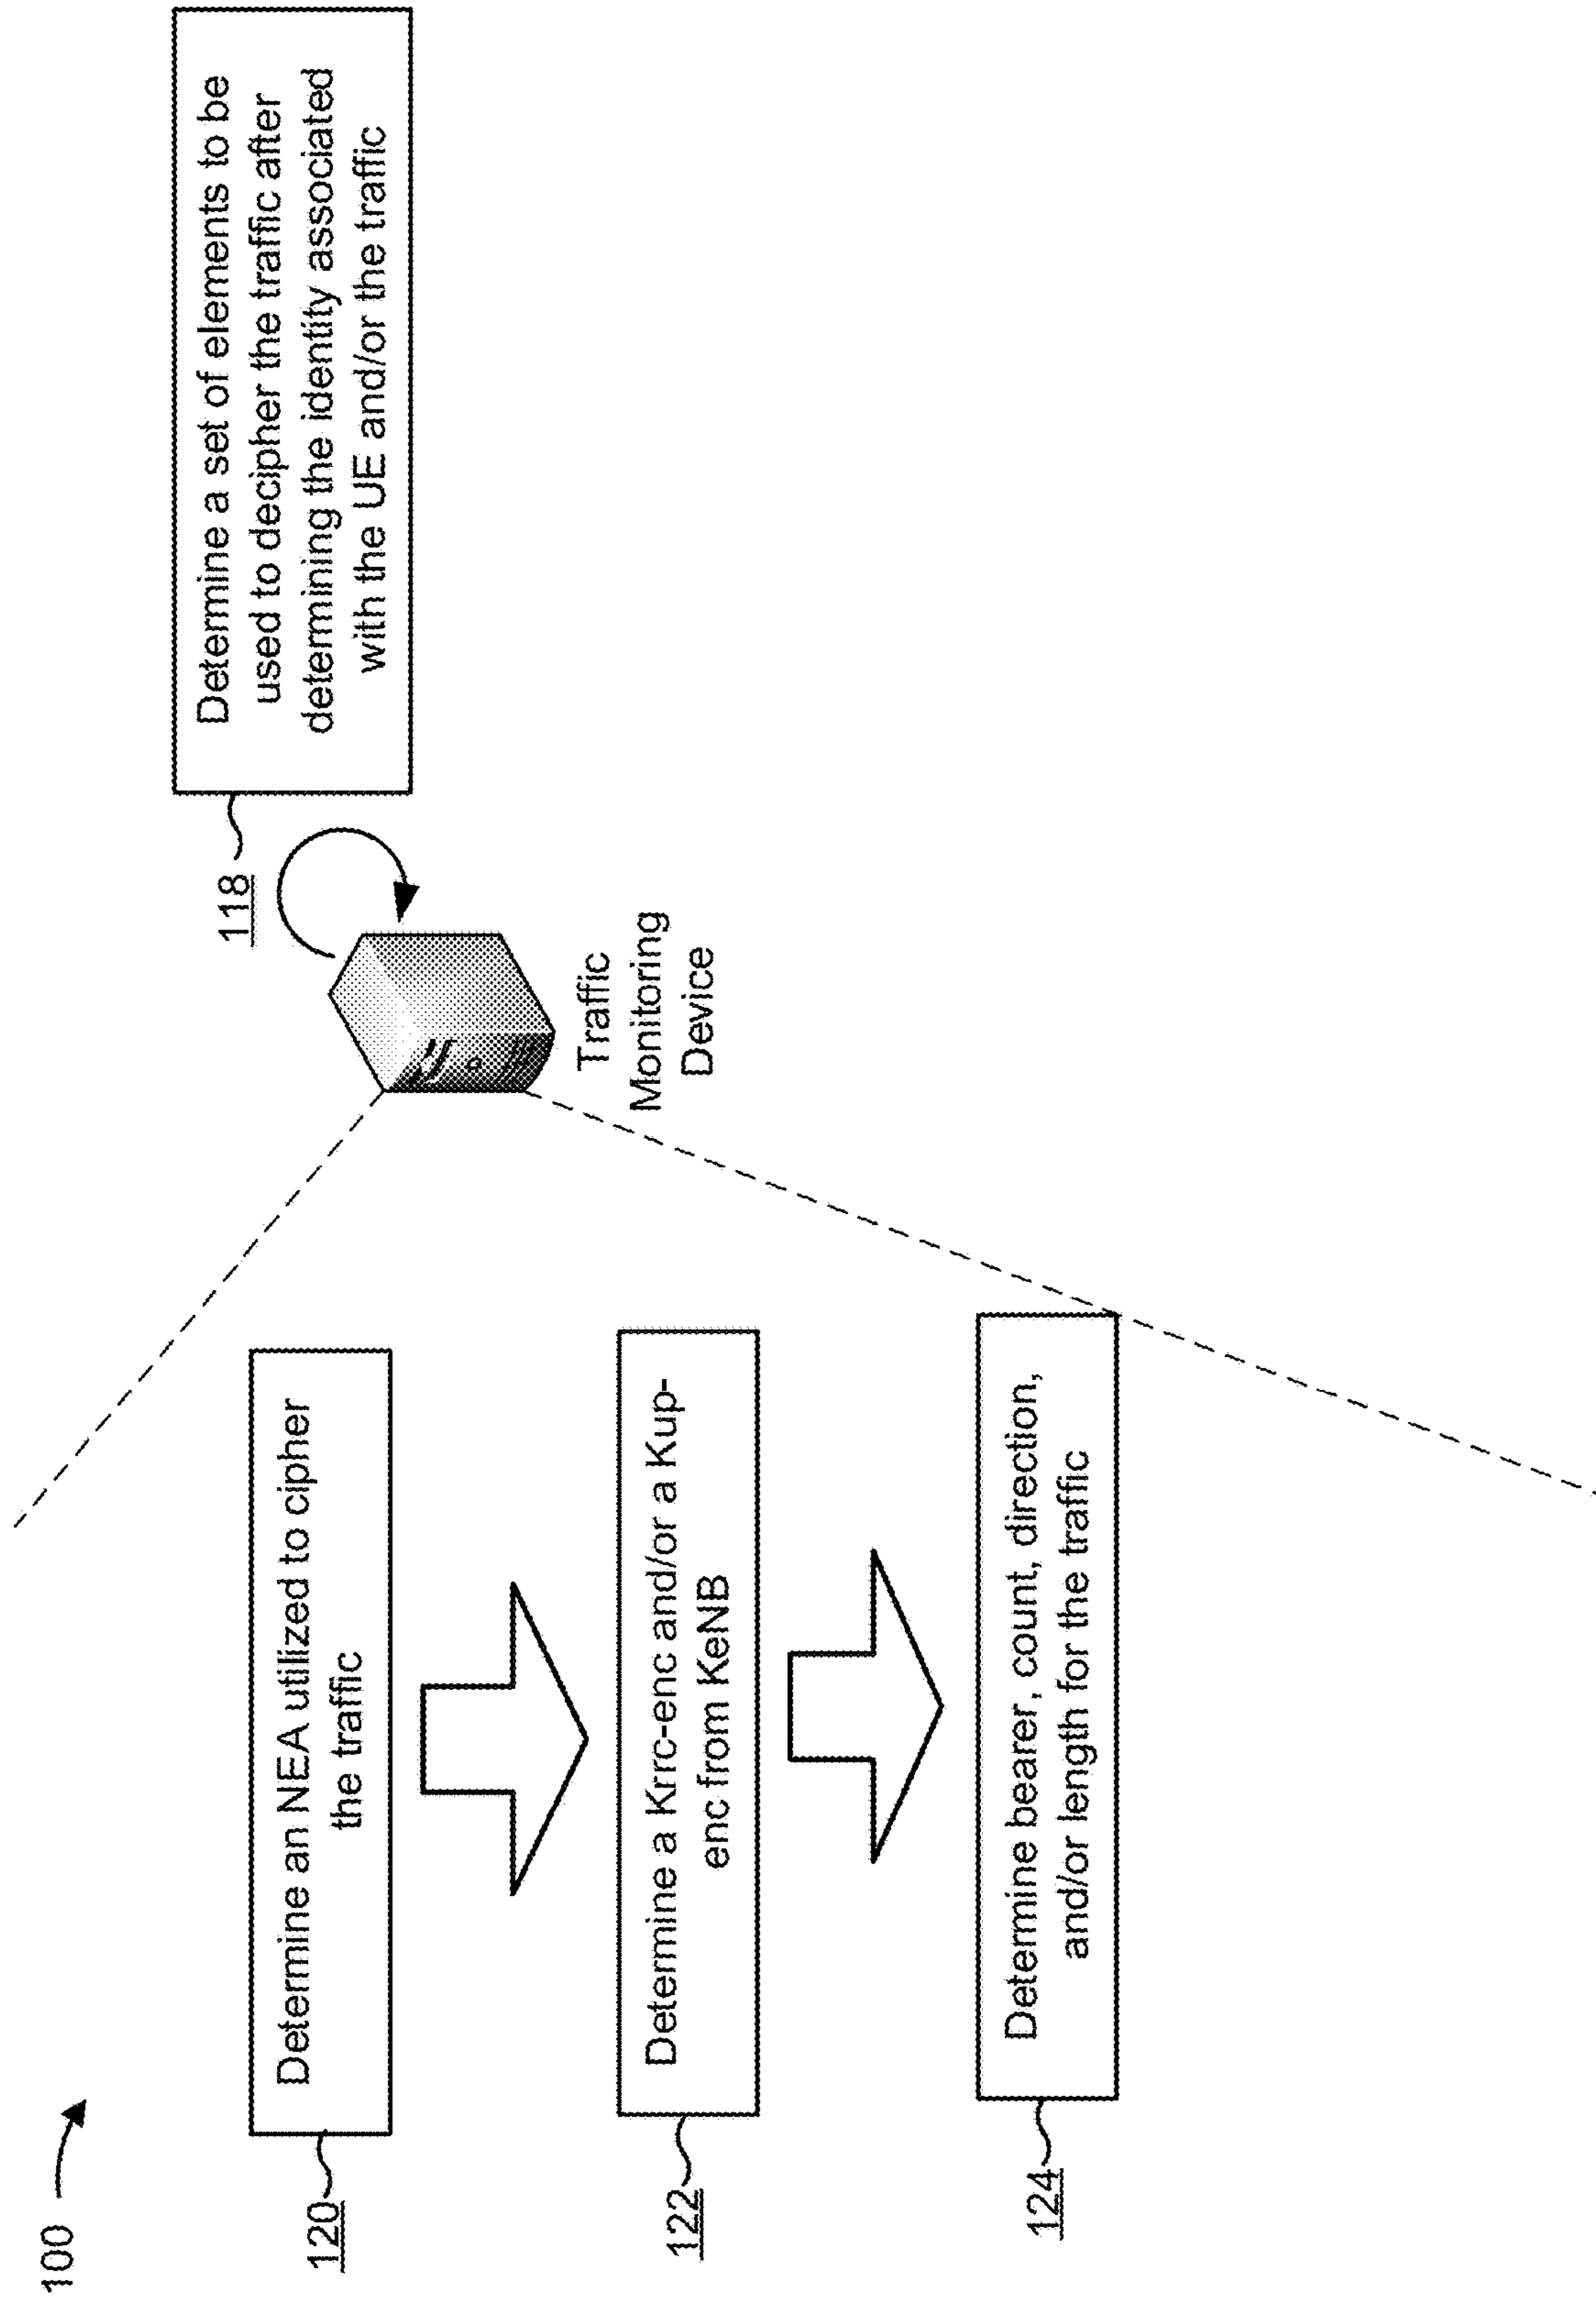 100
120
Determine an NEA utilized to cipher
the traffic
122
Determine a Krrc-enc and/or a Kup-
enc from KeNB
124
Determine bearer, count, direction,
and/or length for the traffic
Traffic
Monitoring
Device
118
Determine a set of elements to be
used to decipher the traffic after
determining the identity associated
with the UE and/or the traffic